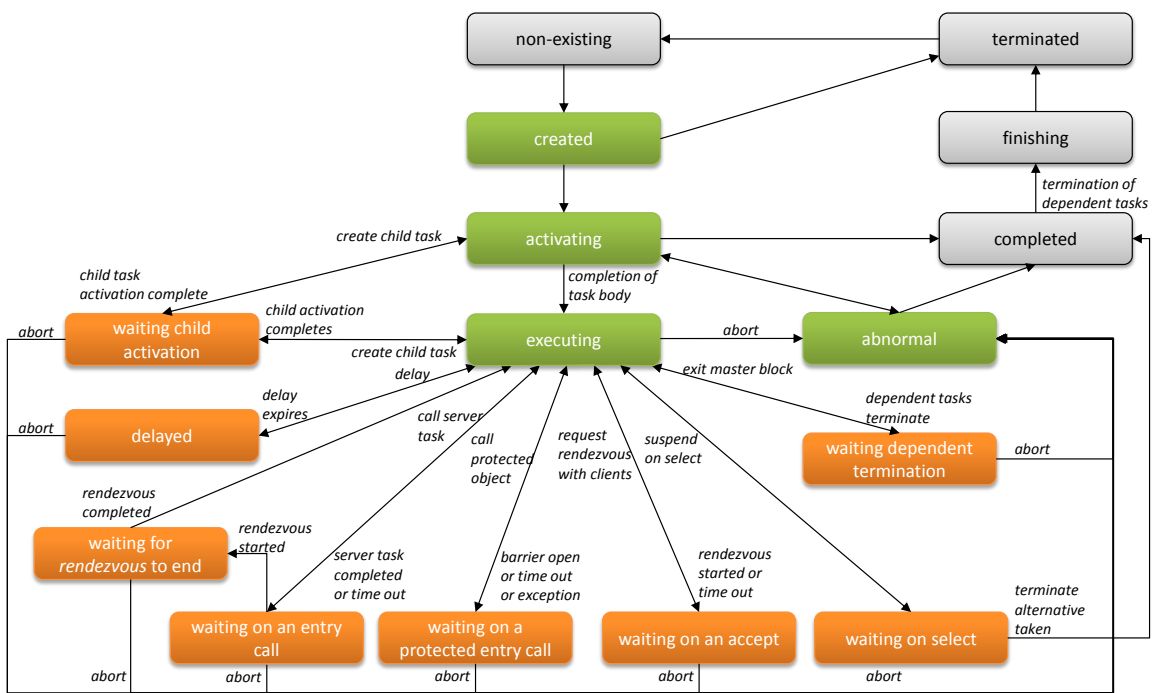 non-existing
terminated
created
finishing
termination of
dependent tasks
create child task
activating
completed
child task
activation complete
completion of
task body
child activation
completes
abort
waiting child
activation
executing
abort
abnormal
create child task
delay
exit master block
delay
expires
dependent tasks
terminate
abort
delayed
call server
task
call
protected
object
request
rendezvous
with clients
suspend
on select
waiting dependent
termination
abort
rendezvous
completed
waiting for
rendezvous to end
rendezvous
started
server task
completed
or time out
barrier open
or time out
or exception
rendezvous
started or
time out
terminate
alternative
taken
waiting on an entry
call
waiting on a
protected entry call
waiting on an accept
waiting on select
abort
abort
abort
abort
abort